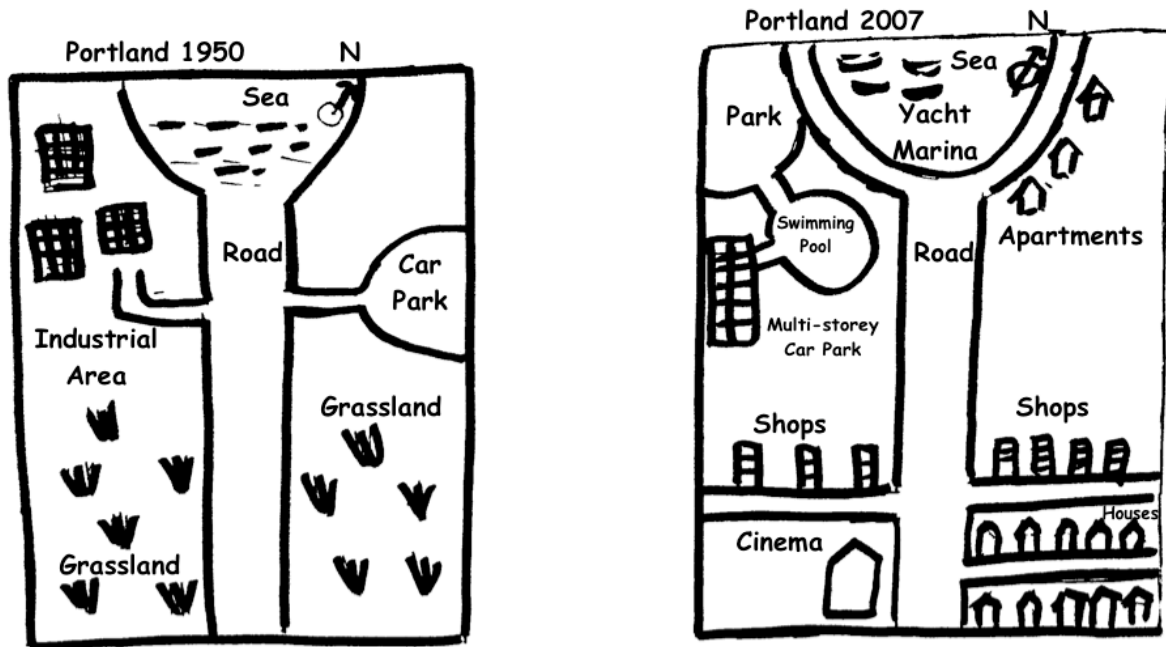 Portland 1950
N
Sea
Road
Car
Park
Industrial
Area
Grassland
Grassland
Portland 2007
N
Sea
Park
Yacht
Marina
Swimming
Pool
Road
Apartments
Multi-storey
Car Park
Shops
Shops
Houses
Cinema